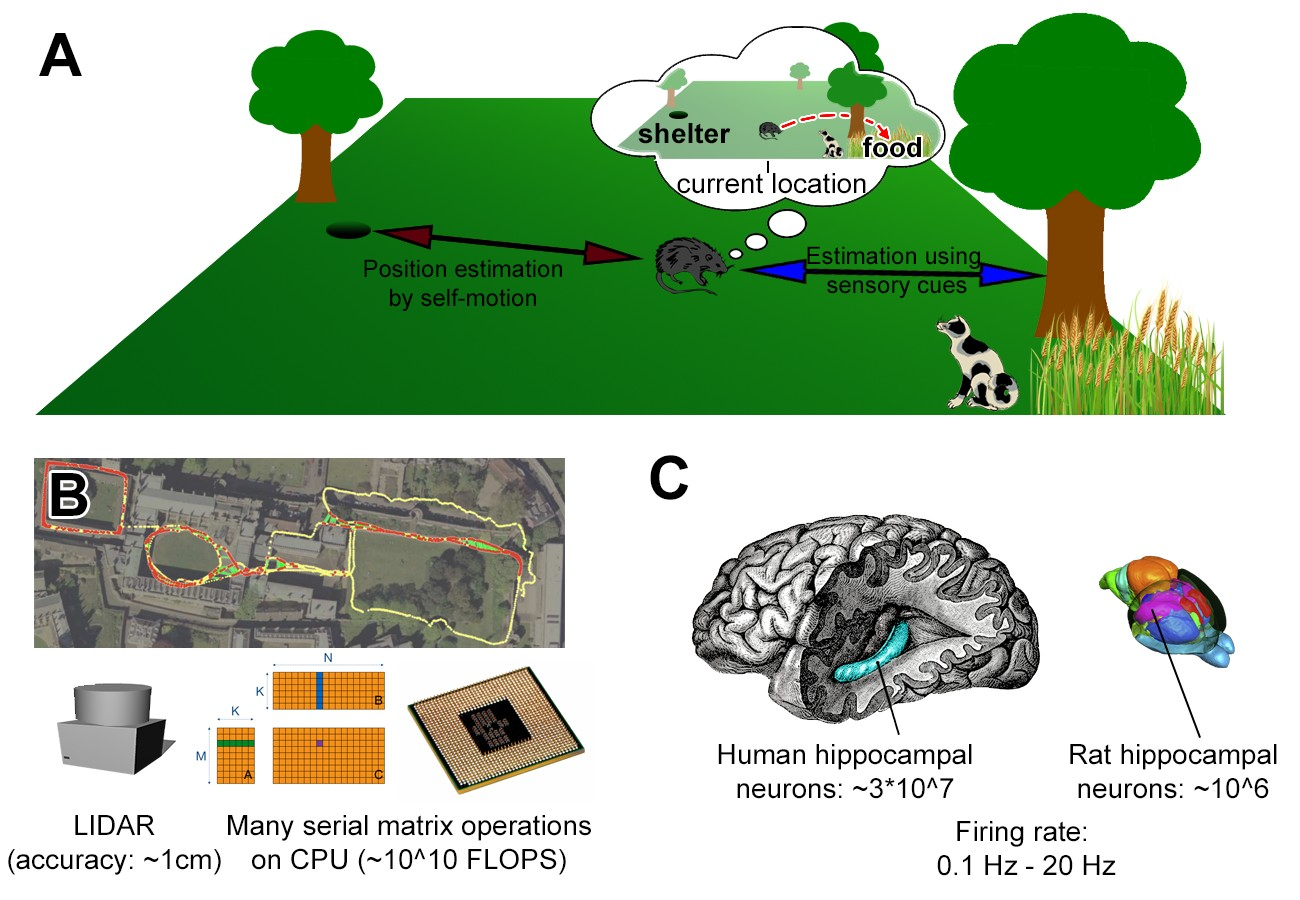 A
shelter
food
current location
Position estimation
by self-motion
Estimation using
sensory cues
B
C
N
K
B
K
M
A
C
LIDAR
(accuracy: ~1cm)
Many serial matrix operations
on CPU (~10^10 FLOPS)
Human hippocampal
neurons: ~3*10^7
Rat hippocampal
neurons: ~10^6
Firing rate:
0.1 Hz - 20 Hz